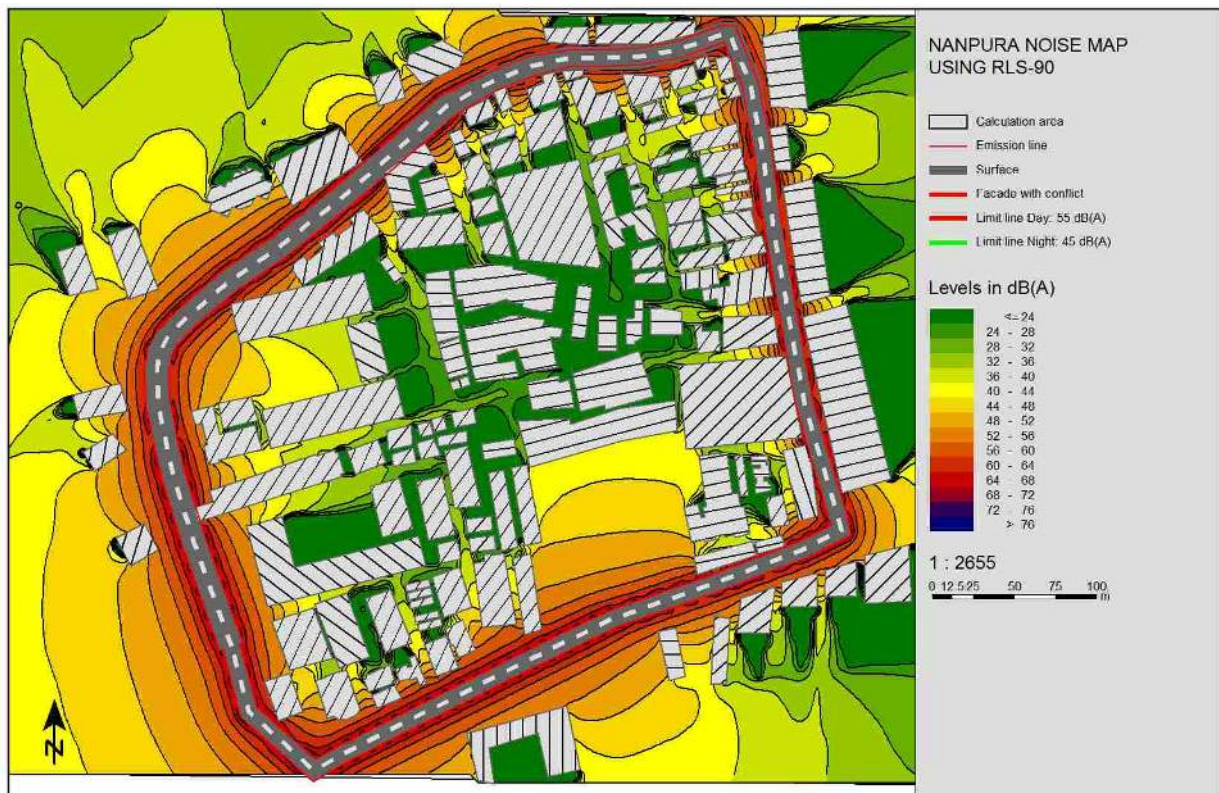 NANPURA NOISE MAP
USING RLS-90
Calculation area
Emission line
Surface
Facade with conflict
Limit line Day: 55 dB(A)
Limit line Night: 45 dB(A)
Levels in dB(A)
<= 24
24 - 28
28 - 32
32 - 36
36 - 40
40 - 44
44 - 48
48 - 52
52 - 56
56 - 60
60 - 64
64 - 68
68 - 72
72 - 76
> 76
1 : 2655
0 12.5 25 50 75 100
m
N